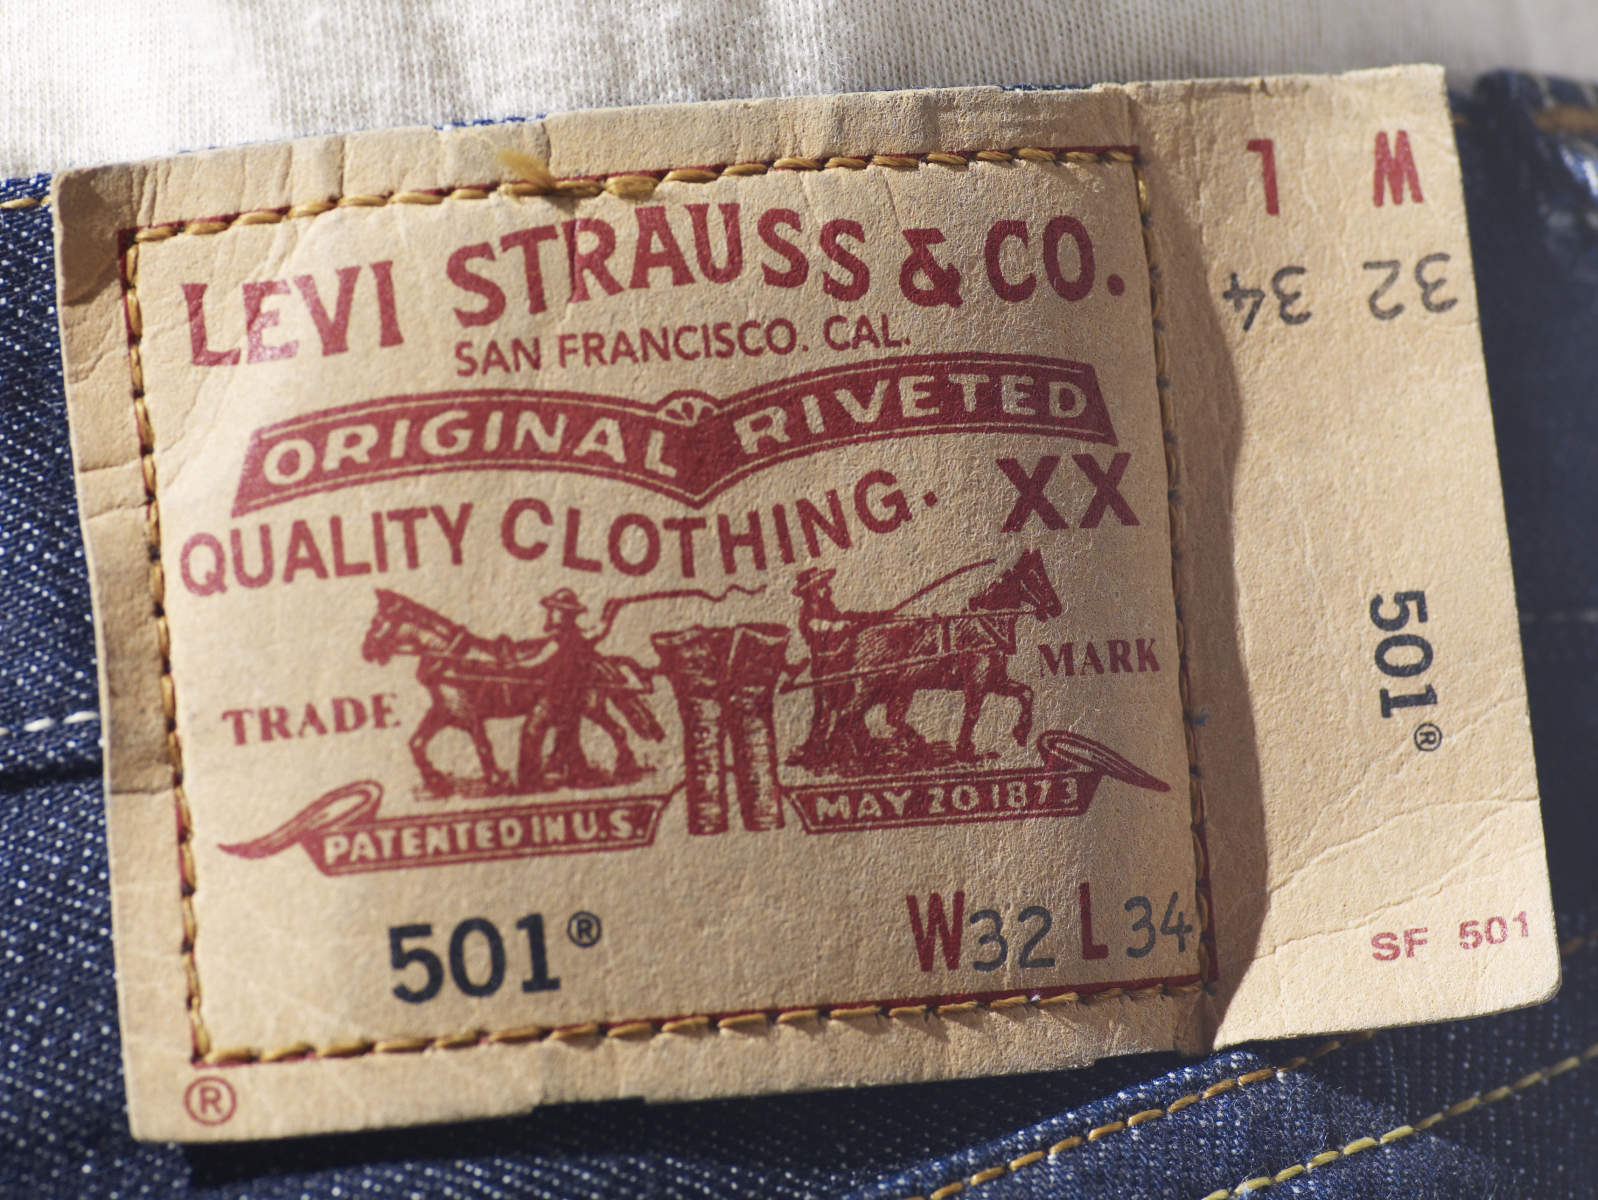 LEVI STRAUSS & CO.
SAN FRANCISCO. CAL.
ORIGINAL RIVETED
QUALITY CLOTHING. XX
TRADE MARK
PATENTED IN U.S. MAY 20 1873
501® W32 L34
®
W L
32 34
501®
SF 501